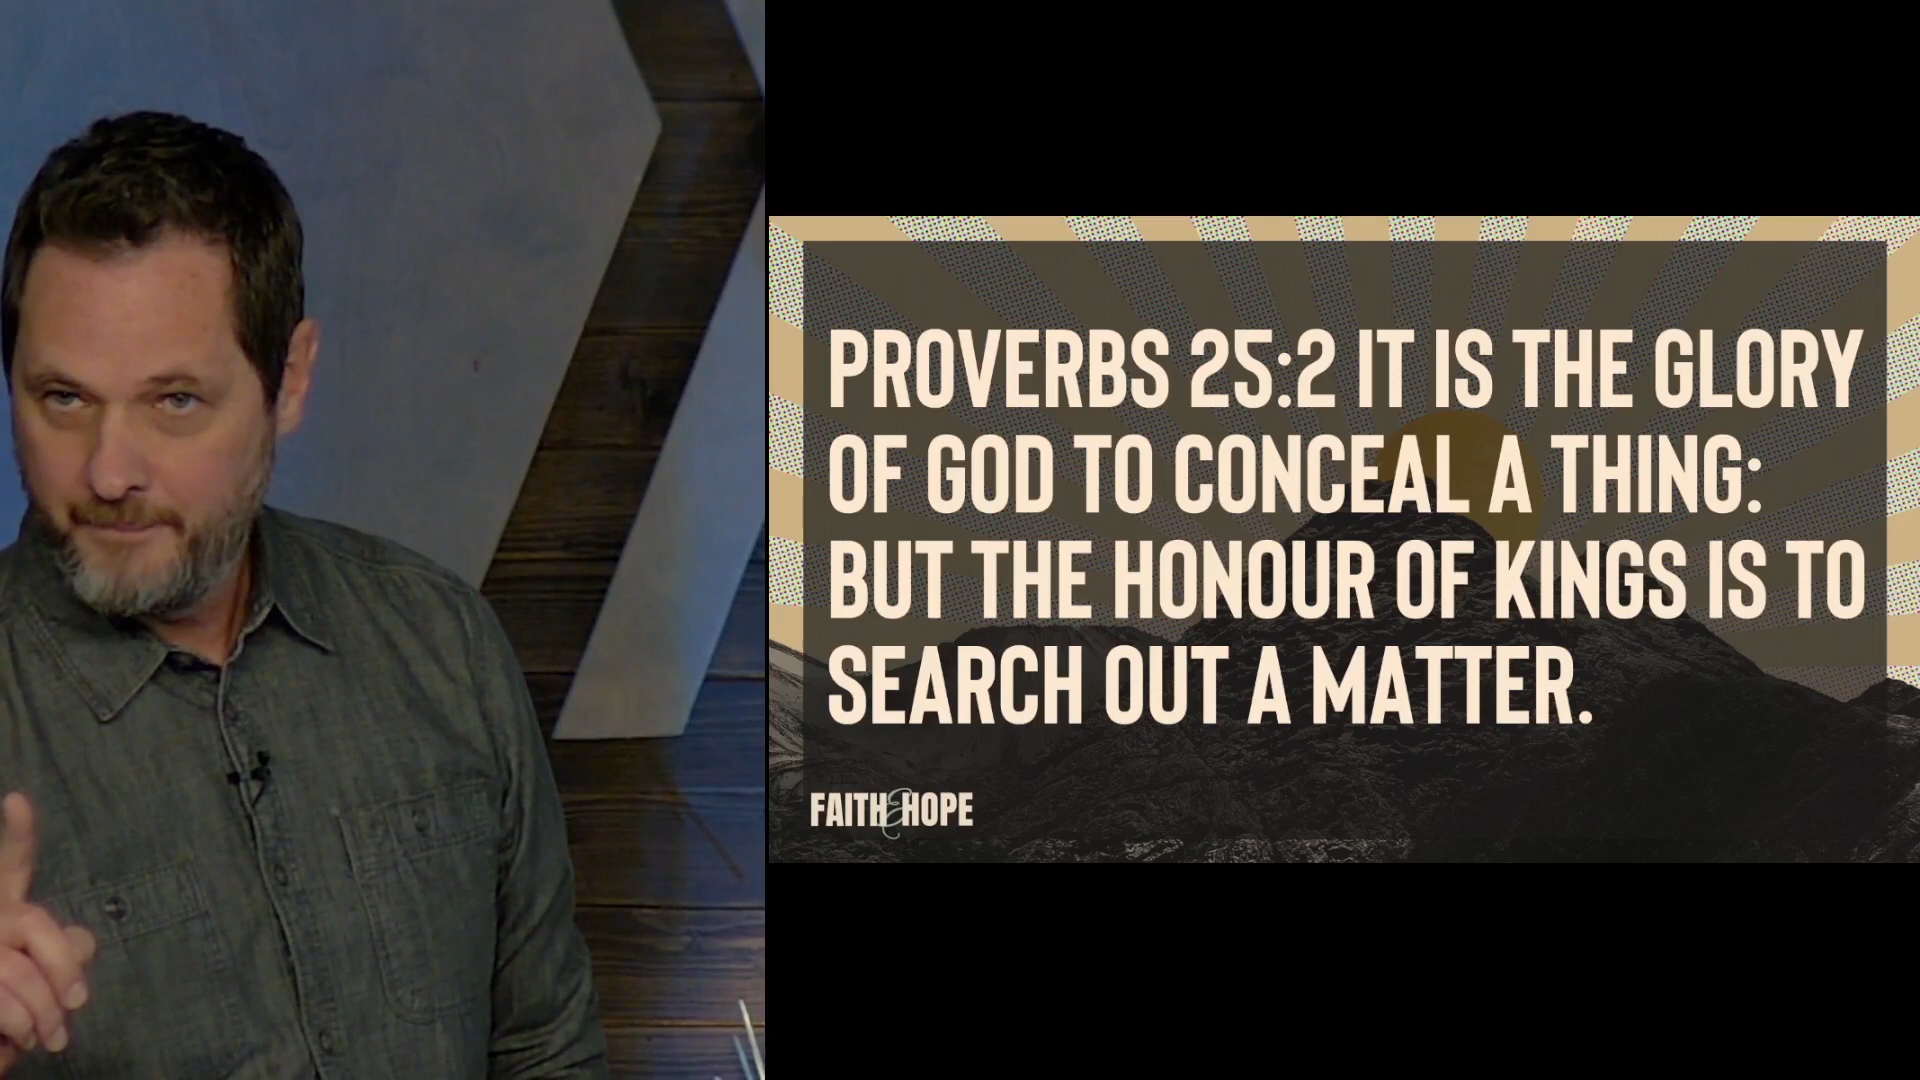 PROVERBS 25:2 IT IS THE GLORY
OF GOD TO CONCEAL A THING:
BUT THE HONOUR OF KINGS IS TO
SEARCH OUT A MATTER.
FAITH & HOPE